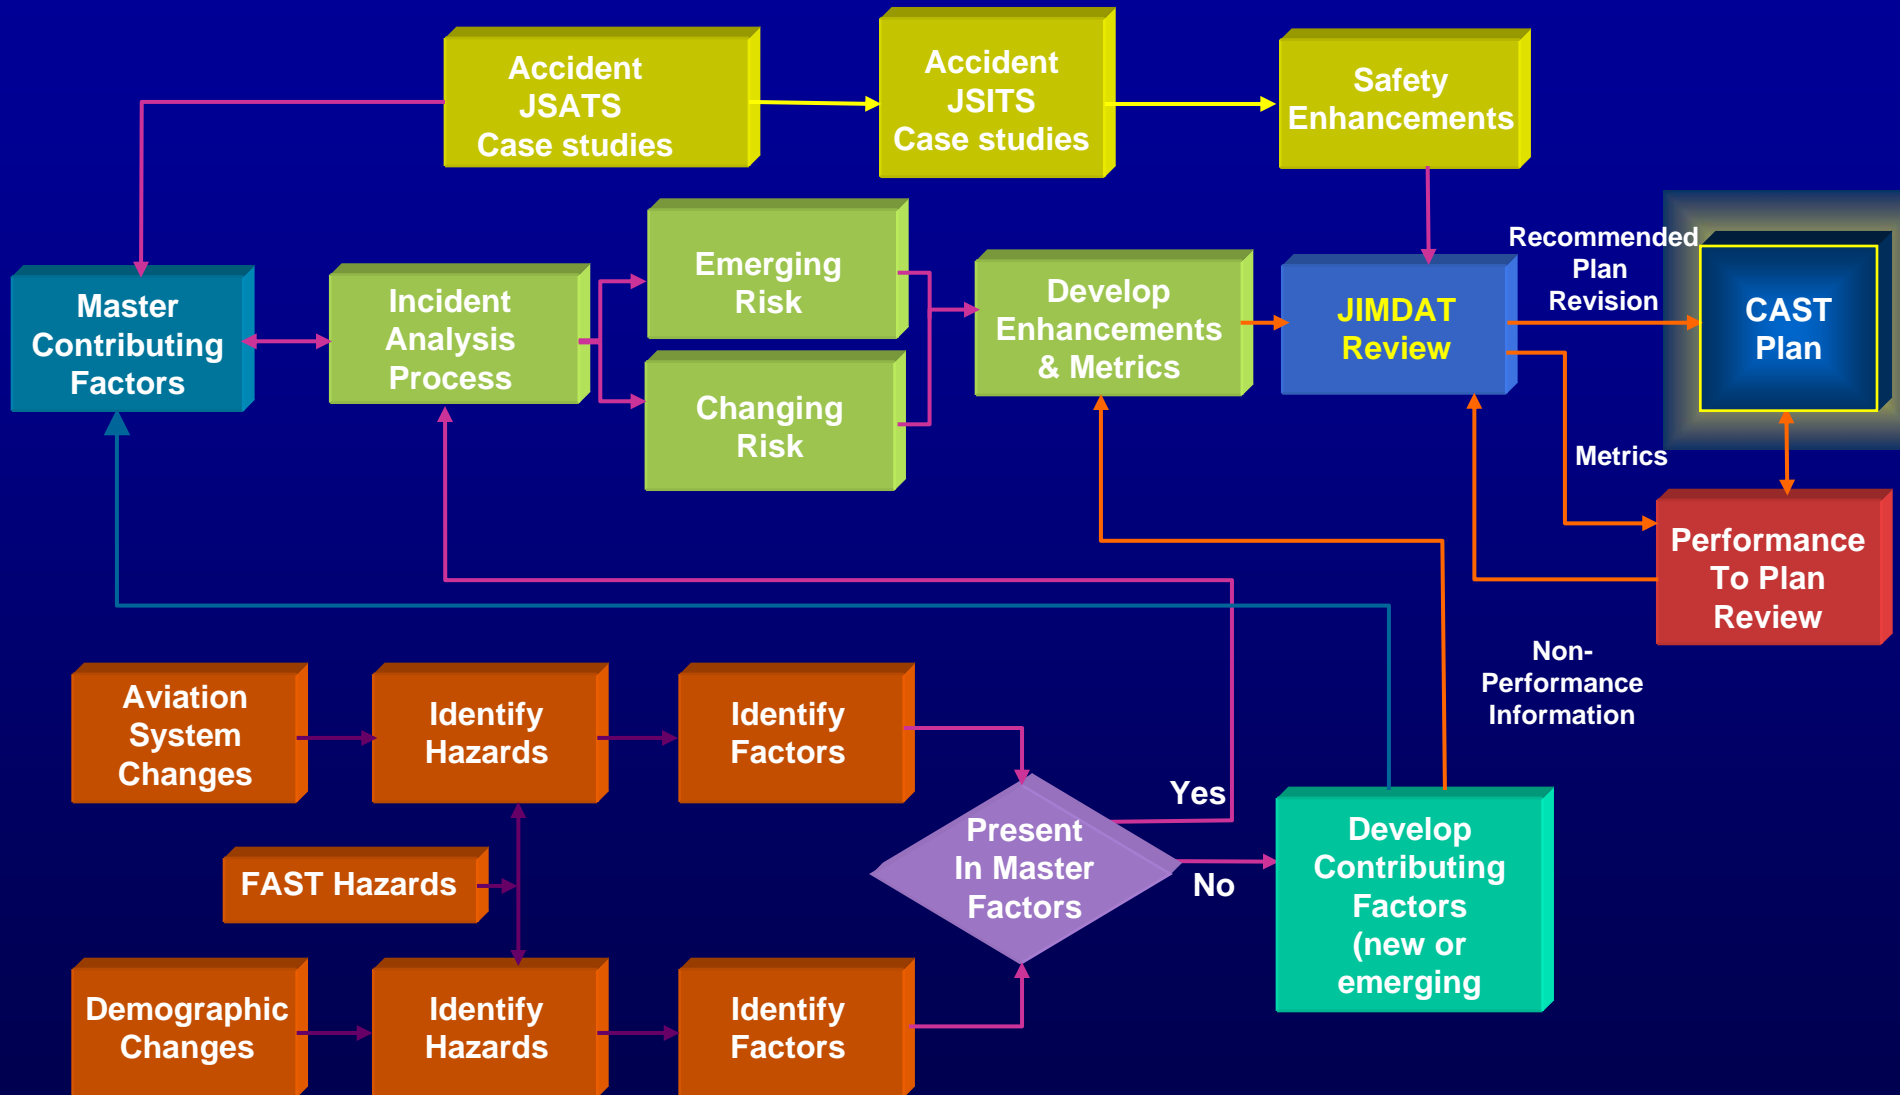 Accident
JSATS
Case studies
Accident
JSITS
Case studies
Safety
Enhancements
Master
Contributing
Factors
Incident
Analysis
Process
Emerging
Risk
Changing
Risk
Develop
Enhancements
& Metrics
JIMDAT
Review
Recommended
Plan
Revision
CAST
Plan
Metrics
Performance
To Plan
Review
Non-
Performance
Information
Aviation
System
Changes
Identify
Hazards
Identify
Factors
FAST Hazards
Present
In Master
Factors
Yes
No
Develop
Contributing
Factors
(new or
emerging
Demographic
Changes
Identify
Hazards
Identify
Factors